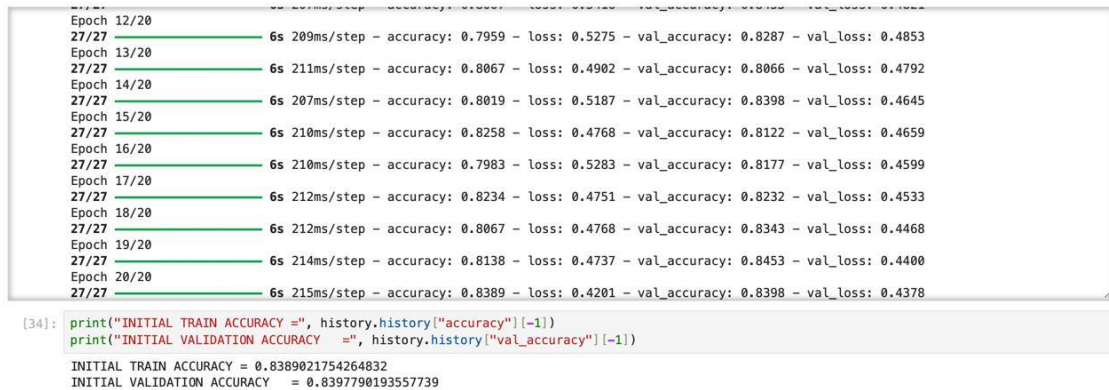 Epoch 12/20
27/27 6s 209ms/step - accuracy: 0.7959 - loss: 0.5275 - val_accuracy: 0.8287 - val_loss: 0.4853
Epoch 13/20
27/27 6s 211ms/step - accuracy: 0.8067 - loss: 0.4902 - val_accuracy: 0.8066 - val_loss: 0.4792
Epoch 14/20
27/27 6s 207ms/step - accuracy: 0.8019 - loss: 0.5187 - val_accuracy: 0.8398 - val_loss: 0.4645
Epoch 15/20
27/27 6s 210ms/step - accuracy: 0.8258 - loss: 0.4768 - val_accuracy: 0.8122 - val_loss: 0.4659
Epoch 16/20
27/27 6s 210ms/step - accuracy: 0.7983 - loss: 0.5283 - val_accuracy: 0.8177 - val_loss: 0.4599
Epoch 17/20
27/27 6s 212ms/step - accuracy: 0.8234 - loss: 0.4751 - val_accuracy: 0.8232 - val_loss: 0.4533
Epoch 18/20
27/27 6s 212ms/step - accuracy: 0.8067 - loss: 0.4768 - val_accuracy: 0.8343 - val_loss: 0.4468
Epoch 19/20
27/27 6s 214ms/step - accuracy: 0.8138 - loss: 0.4737 - val_accuracy: 0.8453 - val_loss: 0.4400
Epoch 20/20
27/27 6s 215ms/step - accuracy: 0.8389 - loss: 0.4201 - val_accuracy: 0.8398 - val_loss: 0.4378
[34]: print("INITIAL TRAIN ACCURACY =", history.history["accuracy"][-1])
print("INITIAL VALIDATION ACCURACY   =", history.history["val_accuracy"][-1])
INITIAL TRAIN ACCURACY = 0.8389021754264832
INITIAL VALIDATION ACCURACY   = 0.8397790193557739